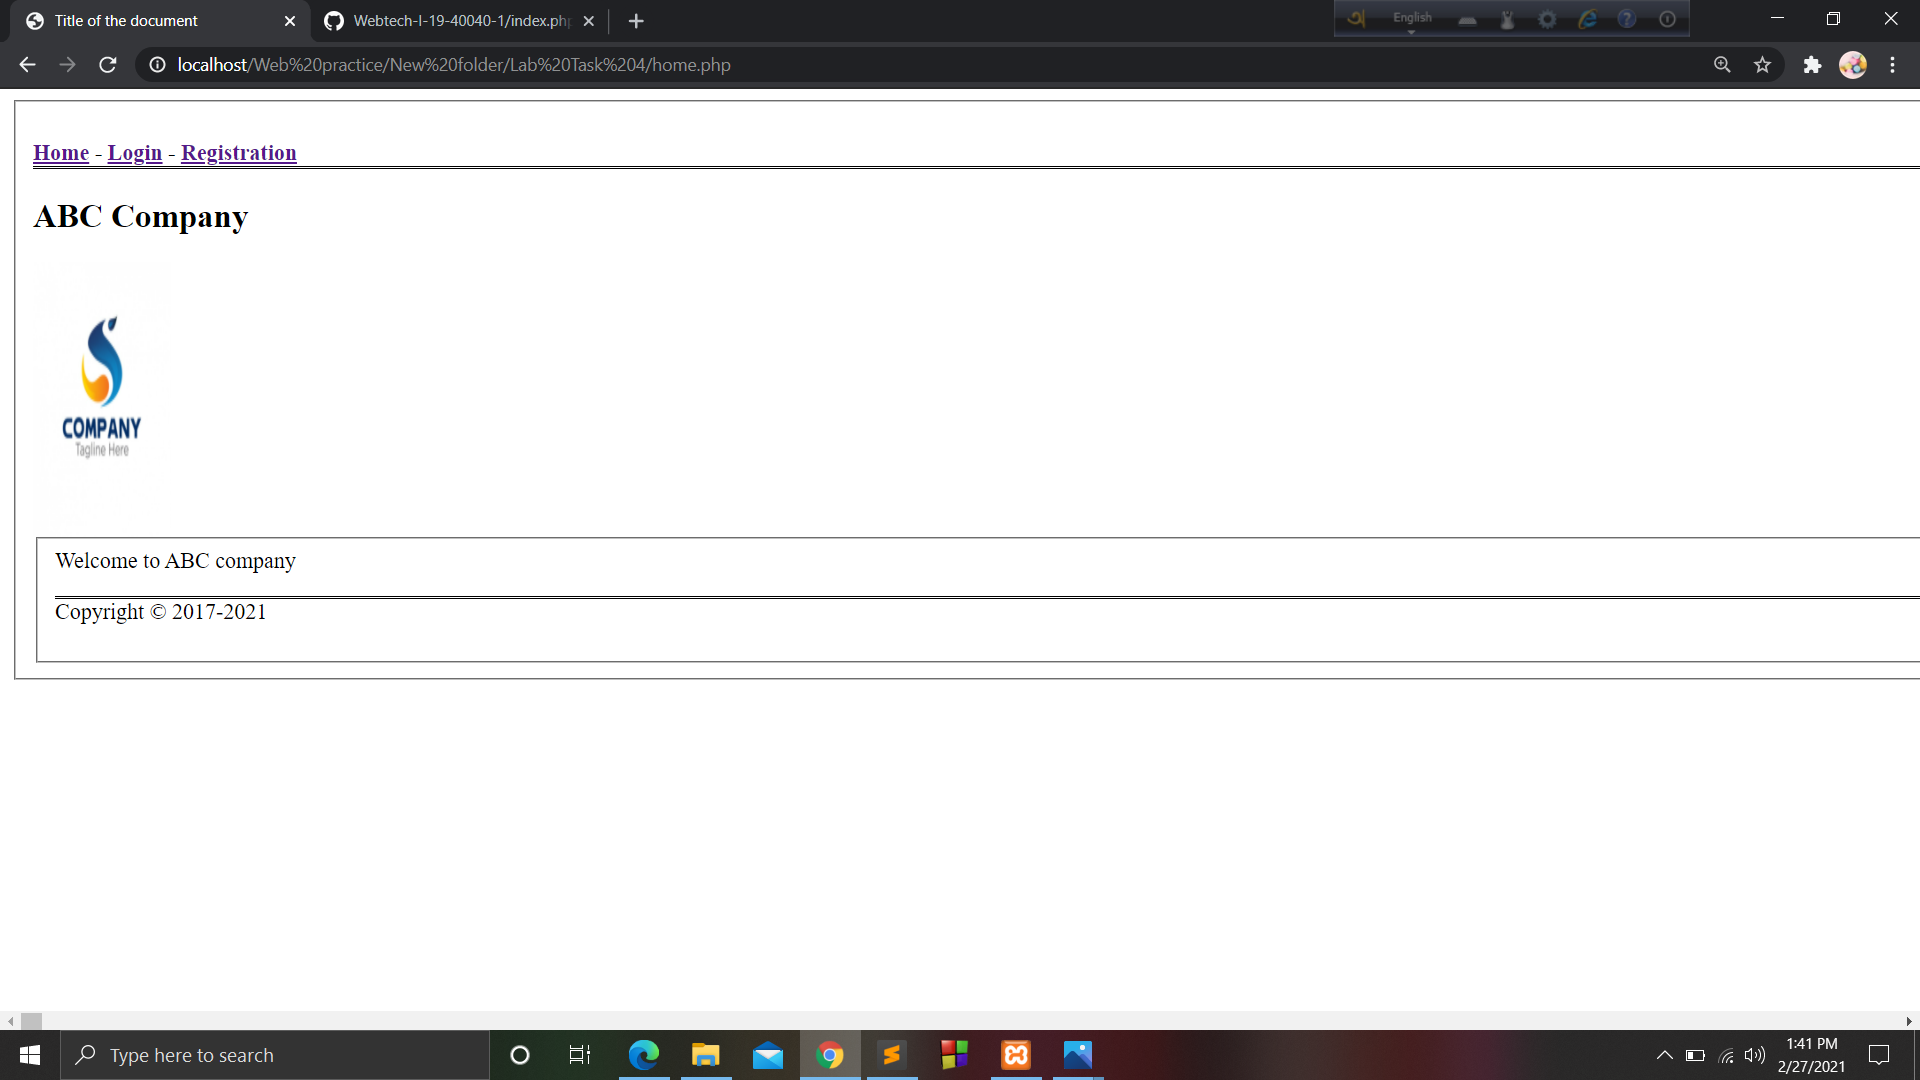 Title of the document
Webtech-I-19-40040-1/index.ph
English
localhost/Web%20practice/New%20folder/Lab%20Task%204/home.php
Home - Login - Registration
ABC Company
COMPANY
Tagline Here
Welcome to ABC company
Copyright © 2017-2021
Type here to search
1:41 PM
2/27/2021